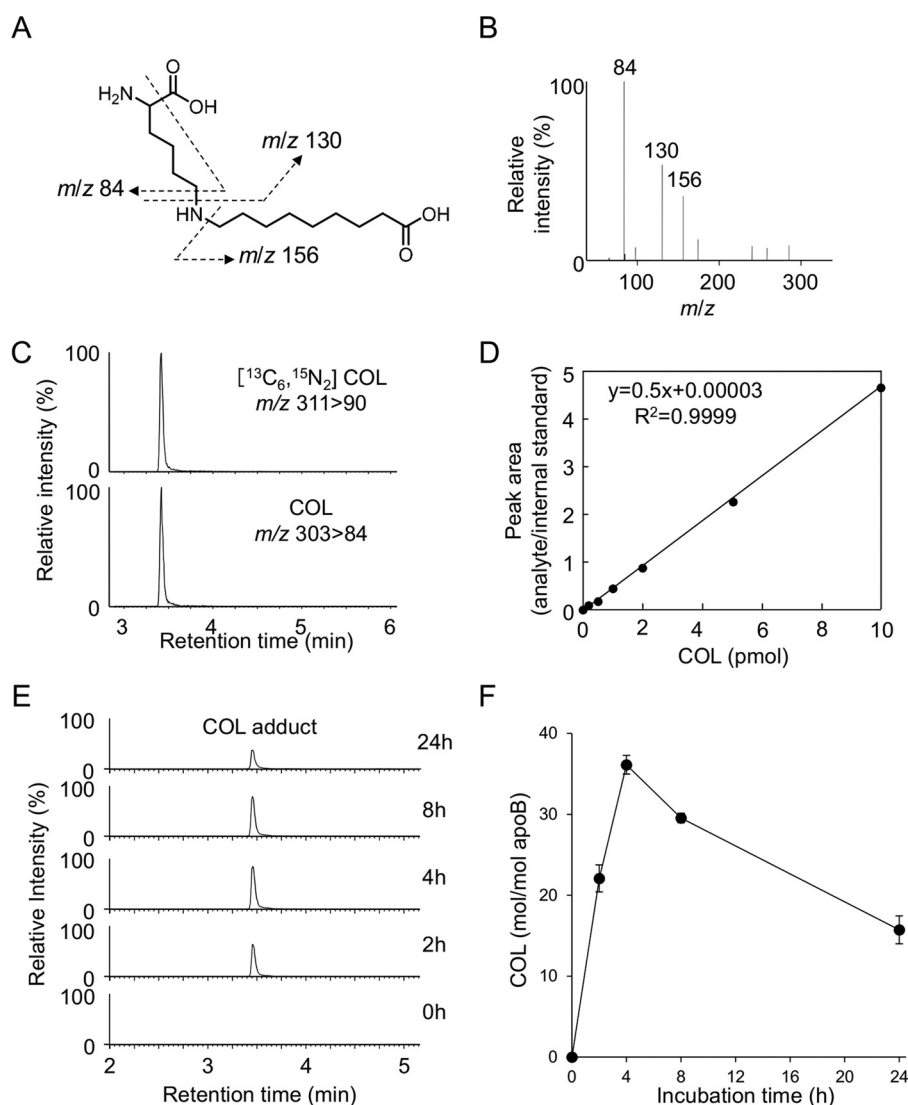 A
O
H₂N
OH
m/z 130
m/z 84
HN
OH
O
m/z 156
B
Relative
intensity (%)
100
0
84
130
156
100 200 300
m/z
C
Relative intensity (%)
100
0
[¹³C₆,¹⁵N₂] COL
m/z 311>90
100
0
COL
m/z 303>84
3 4 5 6
Retention time (min)
D
Peak area
(analyte/internal standard)
5
4
3
2
1
0
y=0.5x+0.00003
R²=0.9999
0 2 4 6 8 10
COL (pmol)
E
Relative Intensity (%)
COL adduct
100
0
24h
100
0
8h
100
0
4h
100
0
2h
100
0
0h
2 3 4 5
Retention time (min)
F
COL (mol/mol apoB)
40
30
20
10
0
0 4 8 12 16 20 24
Incubation time (h)